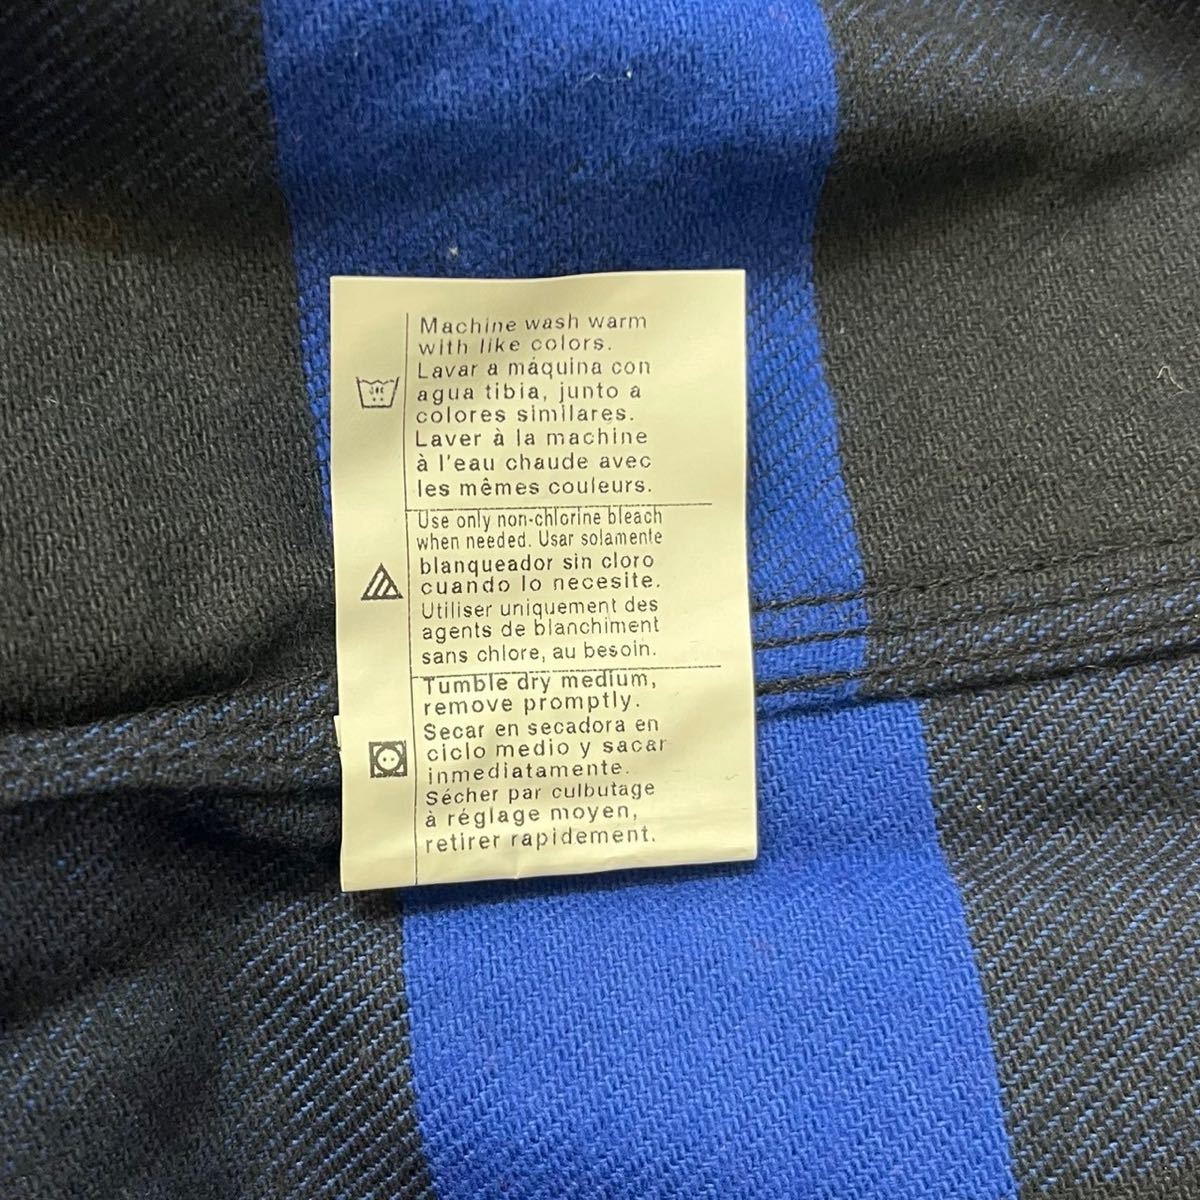 Machine wash warm
with like colors.
Lavar a máquina con
agua tibia, junto a
colores similares.
Laver à la machine
à l'eau chaude avec
les mêmes couleurs.
Use only non-chlorine bleach
when needed. Usar solamente
blanqueador sin cloro
cuando lo necesite.
Utiliser uniquement des
agents de blanchiment
sans chlore, au besoin.
Tumble dry medium,
remove promptly.
Secar en secadora en
ciclo medio y sacar
inmediatamente.
Sécher par culbutage
à réglage moyen,
retirer rapidement.